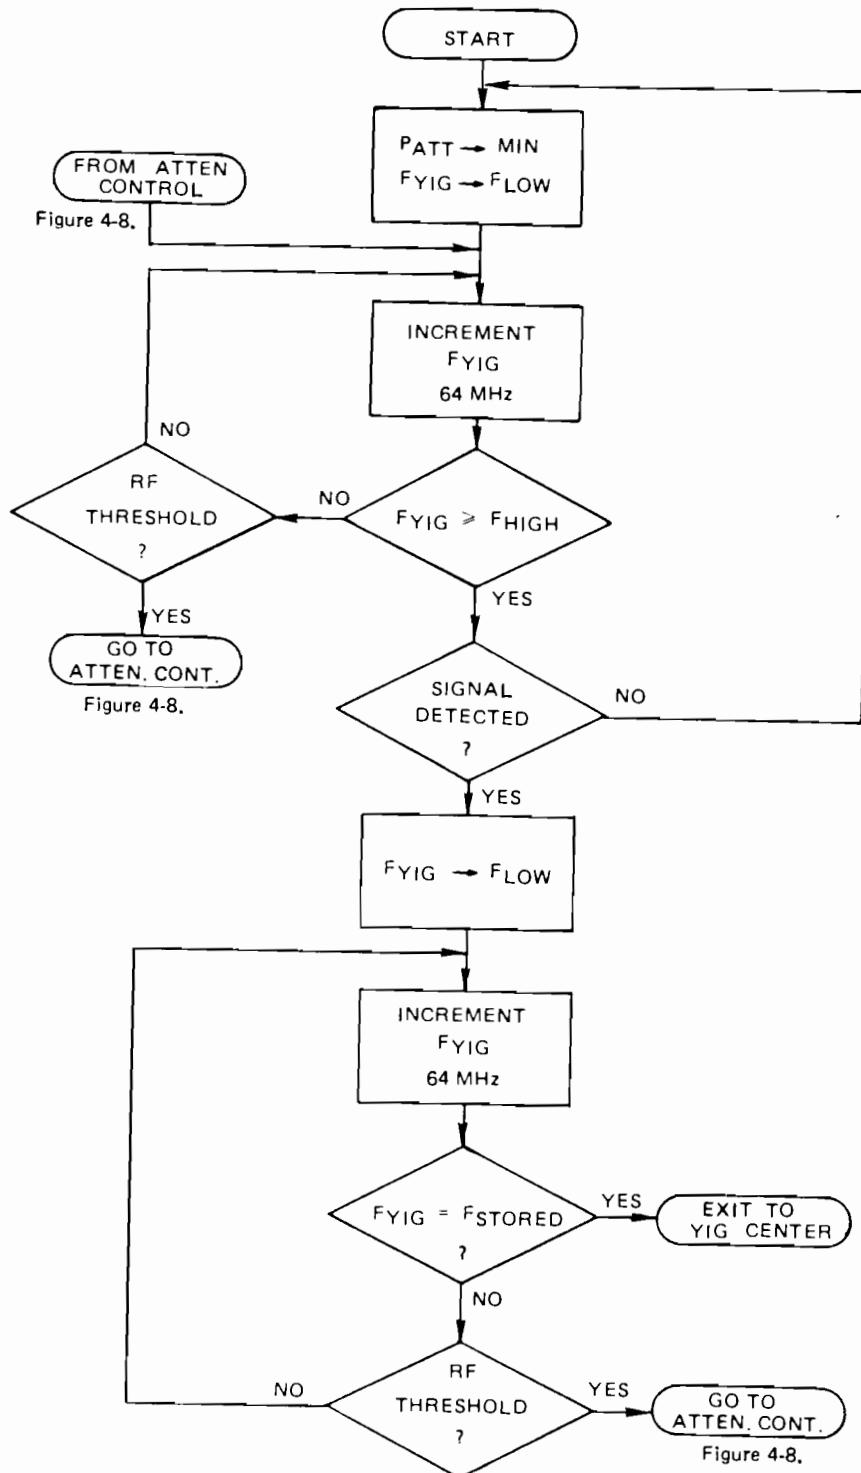 START
PATT → MIN
FYIG → FLOW
FROM ATTEN
CONTROL
Figure 4-8.
INCREMENT
FYIG
64 MHz
NO
RF
THRESHOLD
?
NO
FYIG ⩾ FHIGH
YES
YES
GO TO
ATTEN. CONT.
Figure 4-8.
SIGNAL
DETECTED
?
NO
YES
FYIG → FLOW
INCREMENT
FYIG
64 MHz
FYIG = FSTORED
?
YES
EXIT TO
YIG CENTER
NO
RF
THRESHOLD
?
NO
YES
GO TO
ATTEN. CONT.
Figure 4-8.